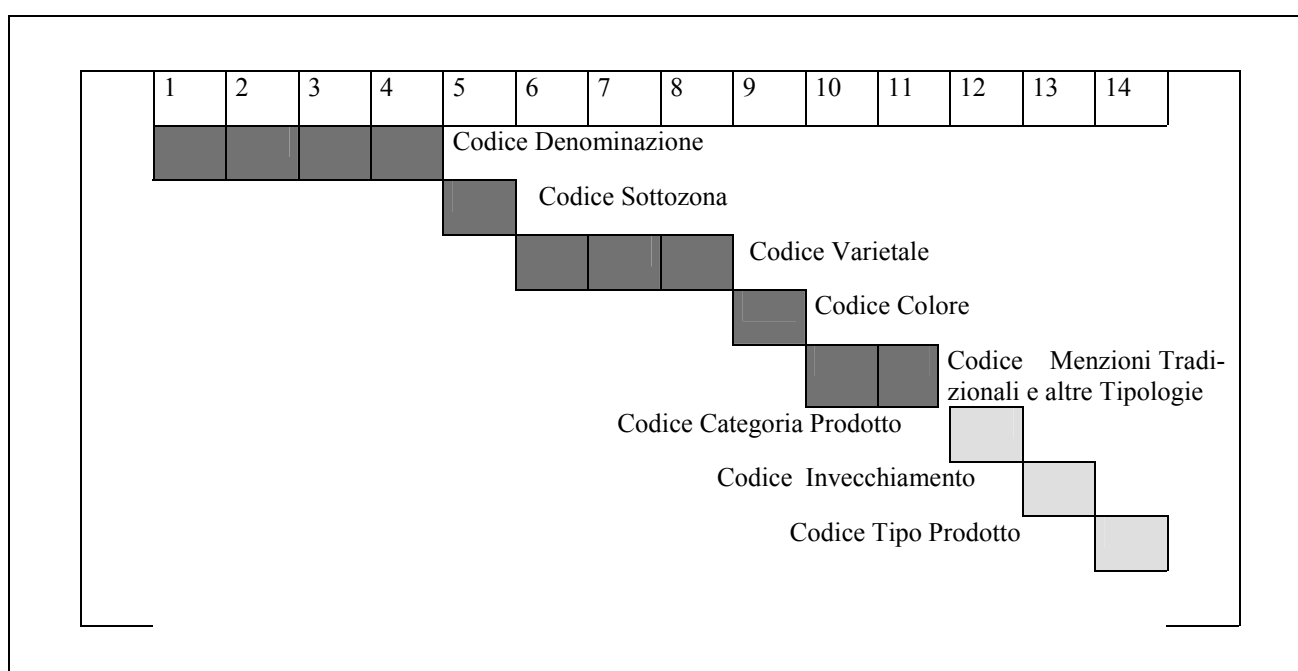 1 2 3 4 5 6 7 8 9 10 11 12 13 14
Codice Denominazione
Codice Sottozona
Codice Varietale
Codice Colore
Codice Menzioni Tradi-
zionali e altre Tipologie
Codice Categoria Prodotto
Codice Invecchiamento
Codice Tipo Prodotto